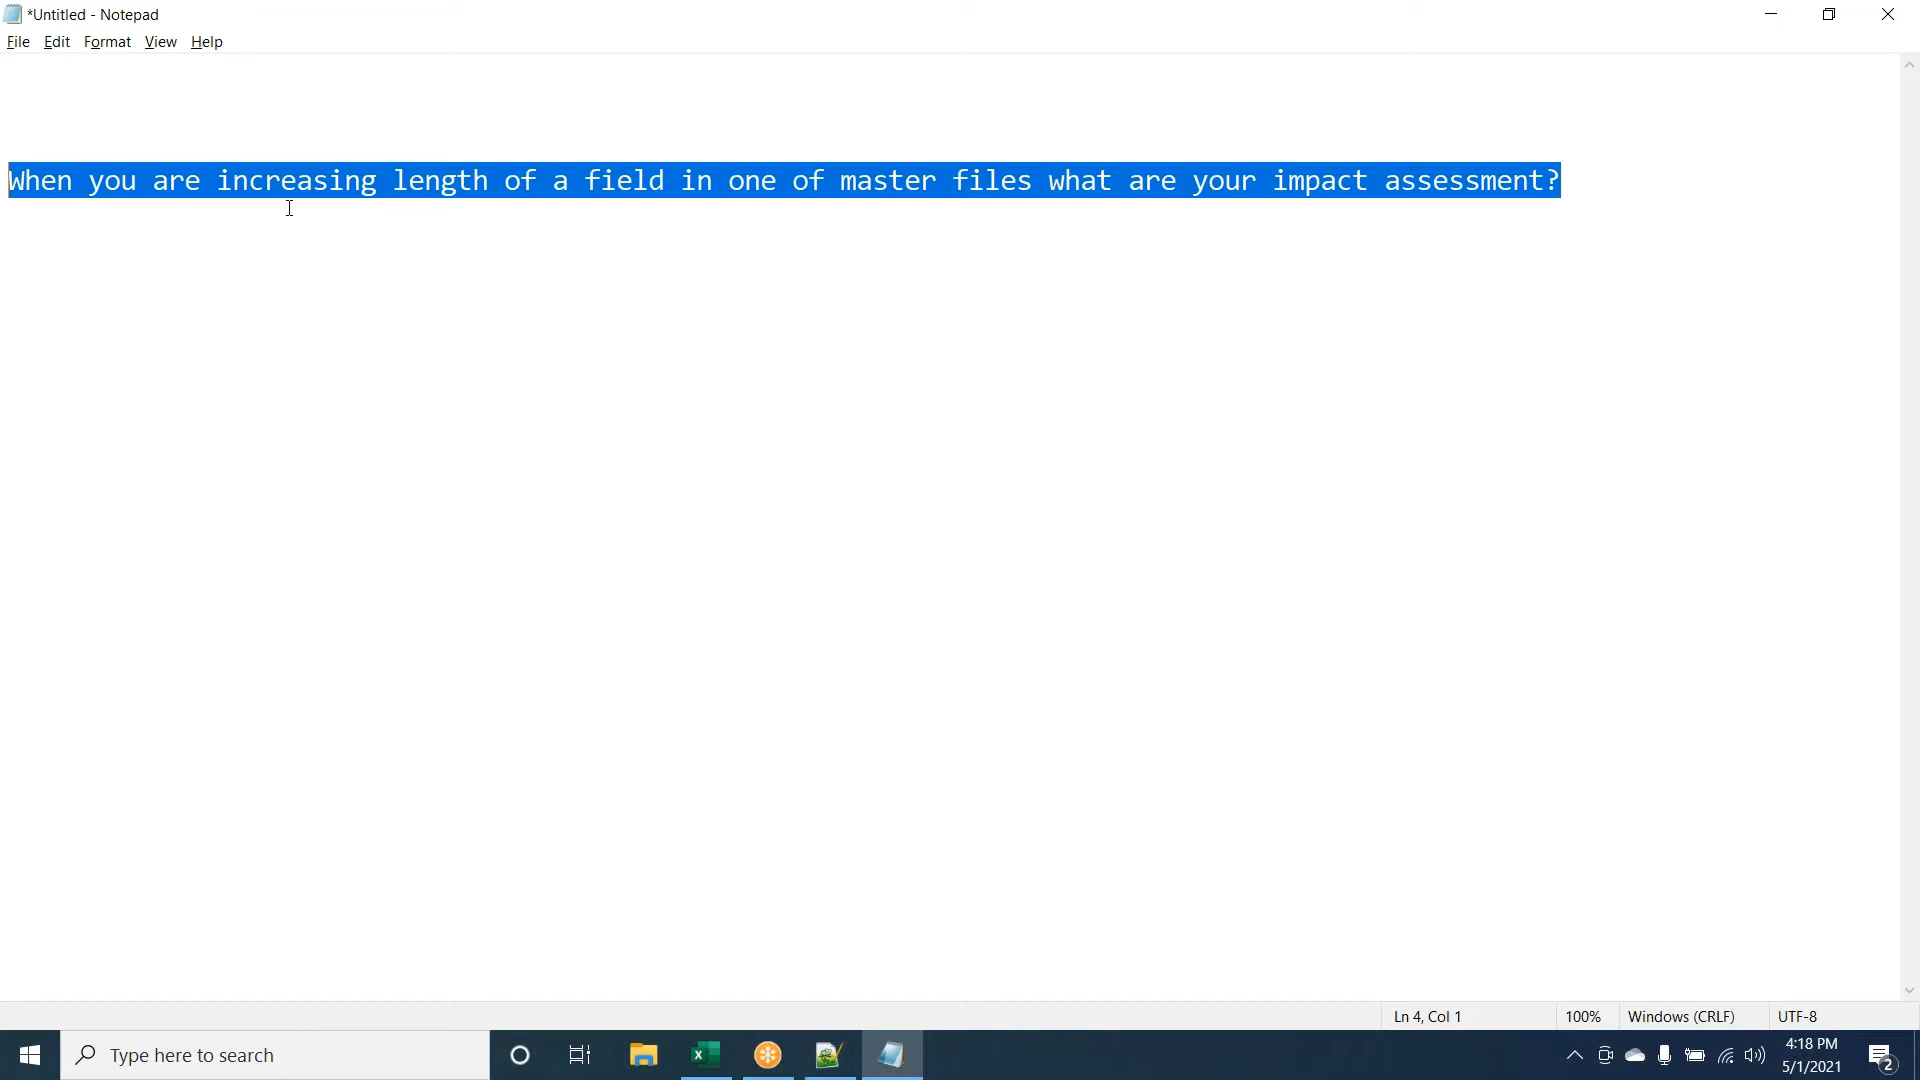 *Untitled - Notepad
File Edit Format View Help
When you are increasing length of a field in one of master files what are your impact assessment?
Ln 4, Col 1 100% Windows (CRLF) UTF-8
Type here to search
4:18 PM
5/1/2021
2